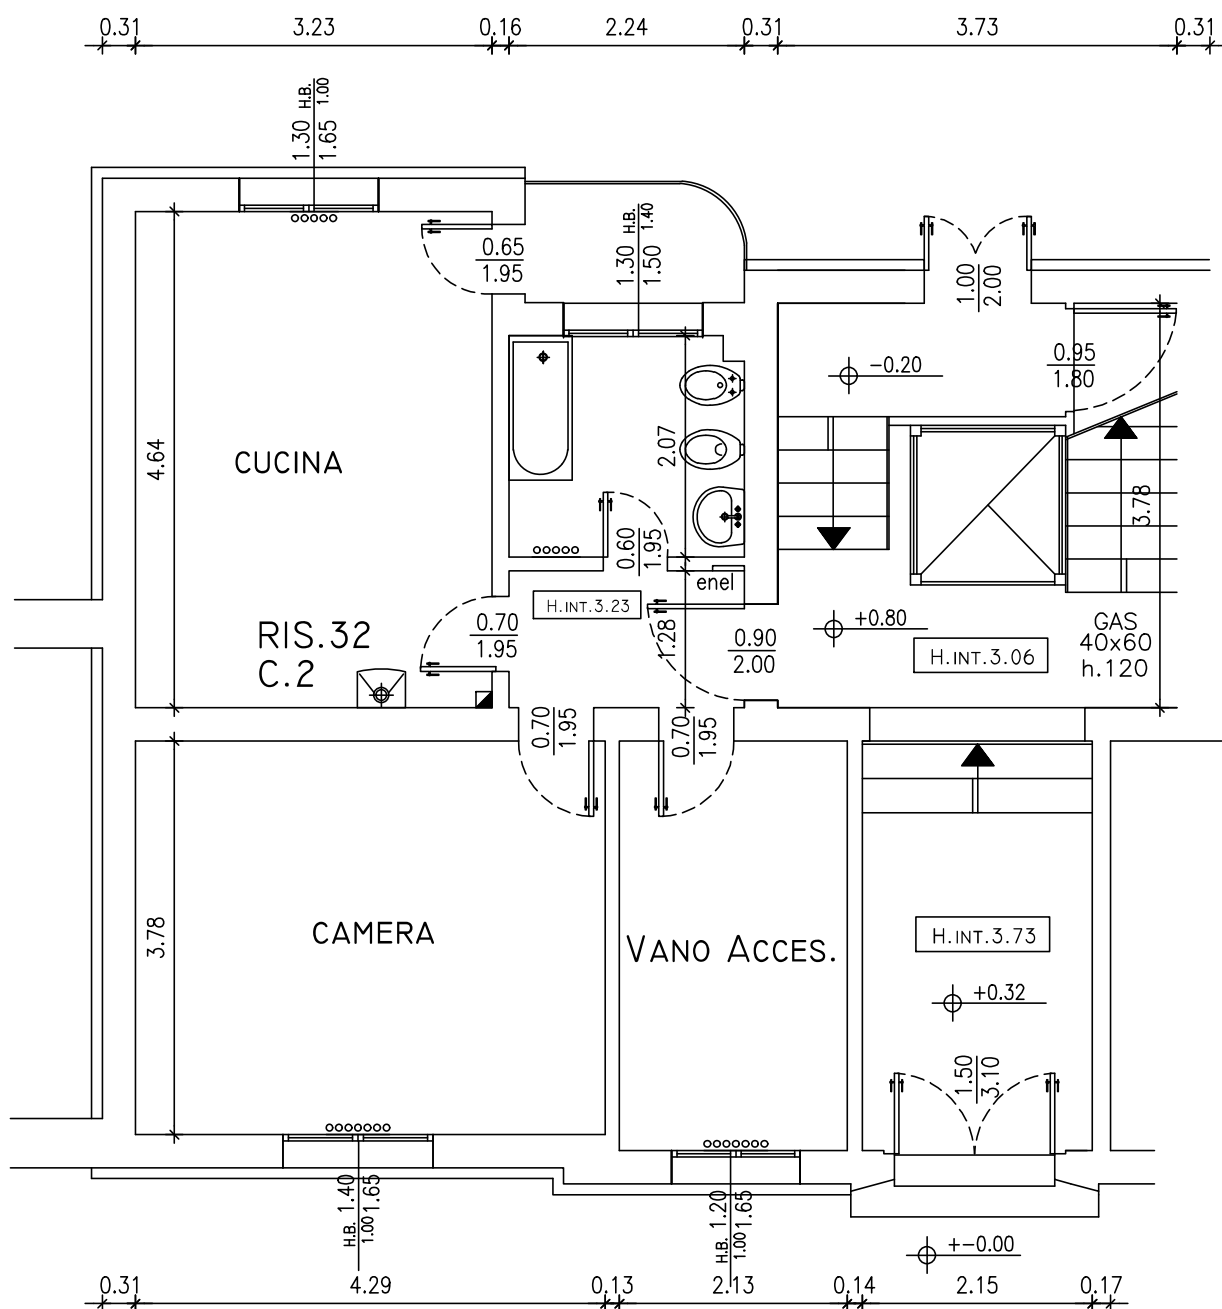 0.31 3.23 0.16 2.24 0.31 3.73 0.31
1.30 H.B. 1.00
1.65
1.30 H.B. 1.40
1.50
0.65
1.95
1.00
2.00
0.95
1.80
-0.20
4.64
CUCINA
2.07
3.78
0.60
1.95
enel
H.INT.3.23
RIS.32
C.2
0.70
1.95
1.28
0.90
2.00
+0.80
H.INT.3.06
GAS
40x60
h.120
0.70
1.95
0.70
1.95
3.78
CAMERA
VANO ACCES.
H.INT.3.73
+0.32
1.50
3.10
H.B. 1.40
1.00 1.65
H.B. 1.20
1.00 1.65
+-0.00
0.31 4.29 0.13 2.13 0.14 2.15 0.17